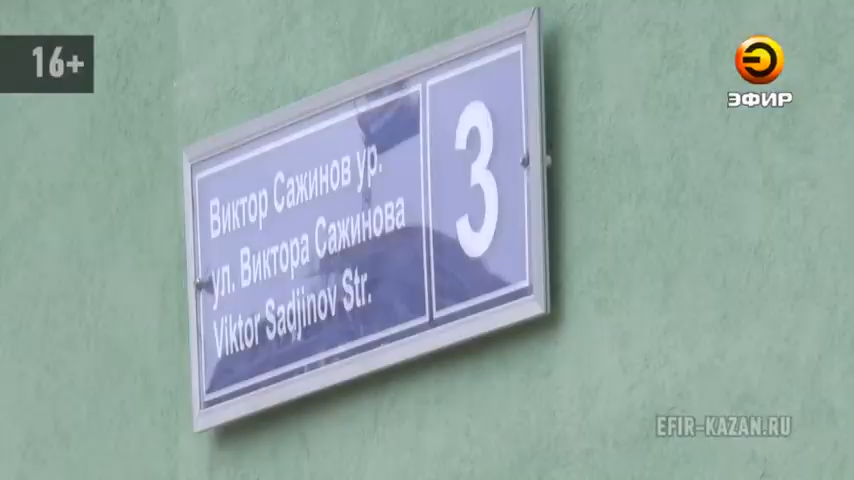 16+
ЭФИР
Виктор Сажинов ур.
ул. Виктора Сажинова
Viktor Sadjinov Str.
3
EFIR-KAZAN.RU